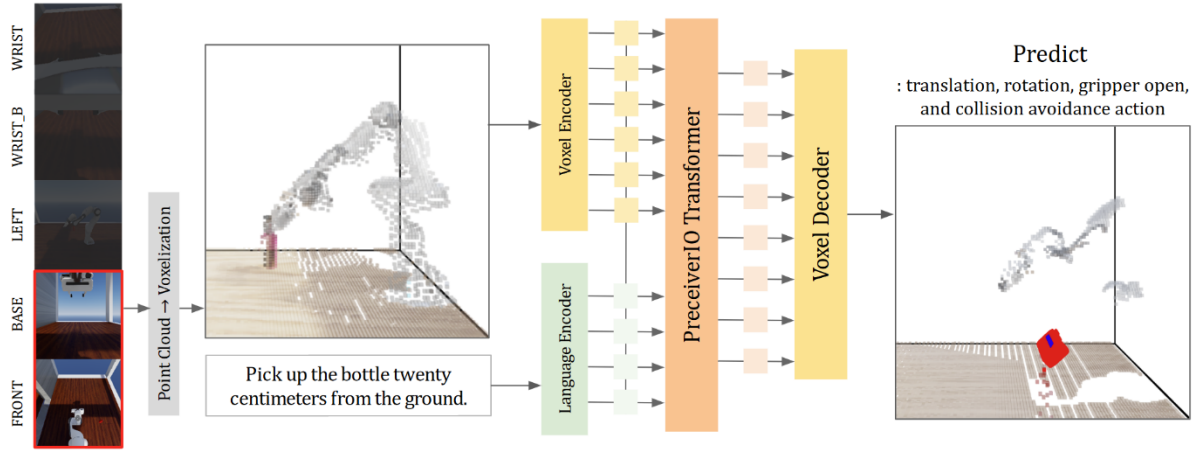 WRIST
WRIST_B
LEFT
BASE
FRONT
Point Cloud → Voxelization
Pick up the bottle twenty
centimeters from the ground.
Voxel Encoder
Language Encoder
PreceiverIO Transformer
Voxel Decoder
Predict
: translation, rotation, gripper open,
and collision avoidance action